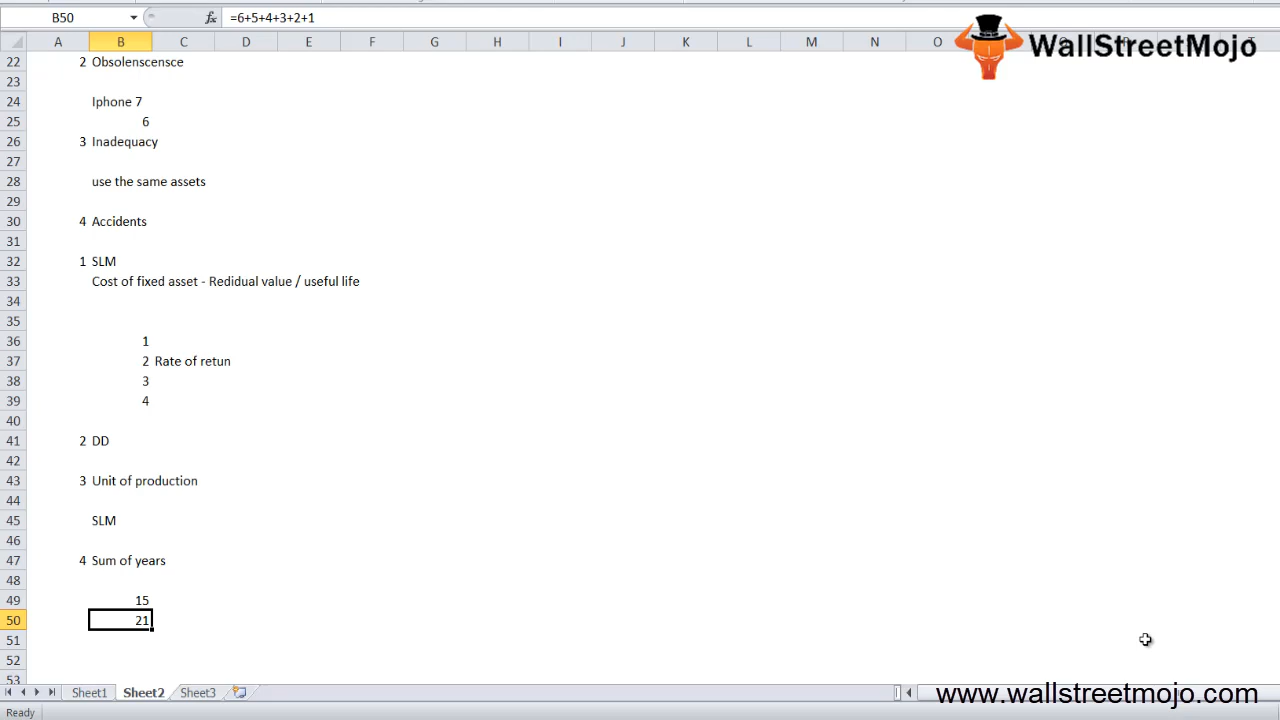 B50 fx =6+5+4+3+2+1
WallStreetMojo
A B C D E F G H J K L M N O
22 2 Obsolenscensce
23
24 Iphone 7
25 6
26 3 Inadequacy
27
28 use the same assets
29
30 4 Accidents
31
32 1 SLM
33 Cost of fixed asset - Redidual value / useful life
34
35
36 1
37 2 Rate of retun
38 3
39 4
40
41 2 DD
42
43 3 Unit of production
44
45 SLM
46
47 4 Sum of years
48
49 15
50 21
51
52
53
Sheet1 Sheet2 Sheet3
www.wallstreetmojo.com
Ready